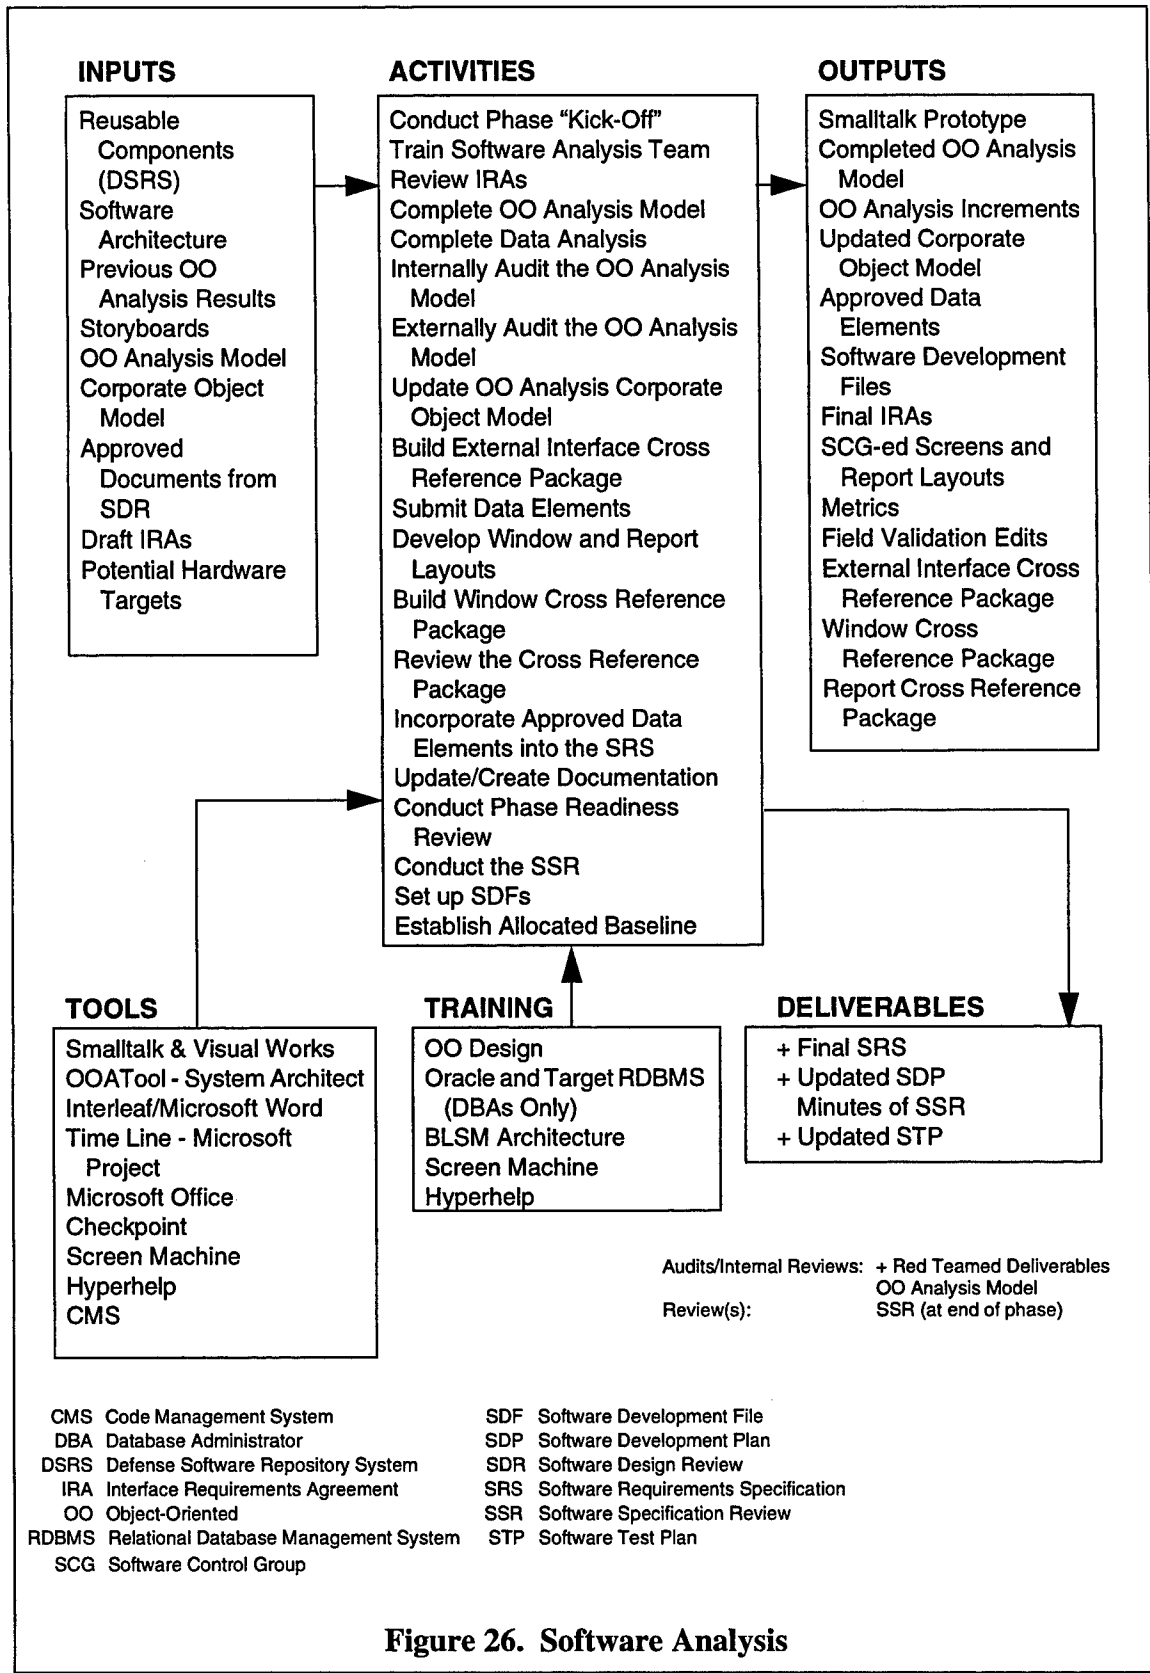 INPUTS
Reusable
Components
(DSRS)
Software
Architecture
Previous OO
Analysis Results
Storyboards
OO Analysis Model
Corporate Object
Model
Approved
Documents from
SDR
Draft IRAs
Potential Hardware
Targets
ACTIVITIES
Conduct Phase “Kick-Off”
Train Software Analysis Team
Review IRAs
Complete OO Analysis Model
Complete Data Analysis
Internally Audit the OO Analysis
Model
Externally Audit the OO Analysis
Model
Update OO Analysis Corporate
Object Model
Build External Interface Cross
Reference Package
Submit Data Elements
Develop Window and Report
Layouts
Build Window Cross Reference
Package
Review the Cross Reference
Package
Incorporate Approved Data
Elements into the SRS
Update/Create Documentation
Conduct Phase Readiness
Review
Conduct the SSR
Set up SDFs
Establish Allocated Baseline
OUTPUTS
Smalltalk Prototype
Completed OO Analysis
Model
OO Analysis Increments
Updated Corporate
Object Model
Approved Data
Elements
Software Development
Files
Final IRAs
SCG-ed Screens and
Report Layouts
Metrics
Field Validation Edits
External Interface Cross
Reference Package
Window Cross
Reference Package
Report Cross Reference
Package
TOOLS
Smalltalk & Visual Works
OOATool - System Architect
Interleaf/Microsoft Word
Time Line - Microsoft
Project
Microsoft Office
Checkpoint
Screen Machine
Hyperhelp
CMS
TRAINING
OO Design
Oracle and Target RDBMS
(DBAs Only)
BLSM Architecture
Screen Machine
Hyperhelp
DELIVERABLES
+ Final SRS
+ Updated SDP
Minutes of SSR
+ Updated STP
Audits/Internal Reviews: + Red Teamed Deliverables
OO Analysis Model
Review(s): SSR (at end of phase)
CMS Code Management System
DBA Database Administrator
DSRS Defense Software Repository System
IRA Interface Requirements Agreement
OO Object-Oriented
RDBMS Relational Database Management System
SCG Software Control Group
SDF Software Development File
SDP Software Development Plan
SDR Software Design Review
SRS Software Requirements Specification
SSR Software Specification Review
STP Software Test Plan
Figure 26. Software Analysis